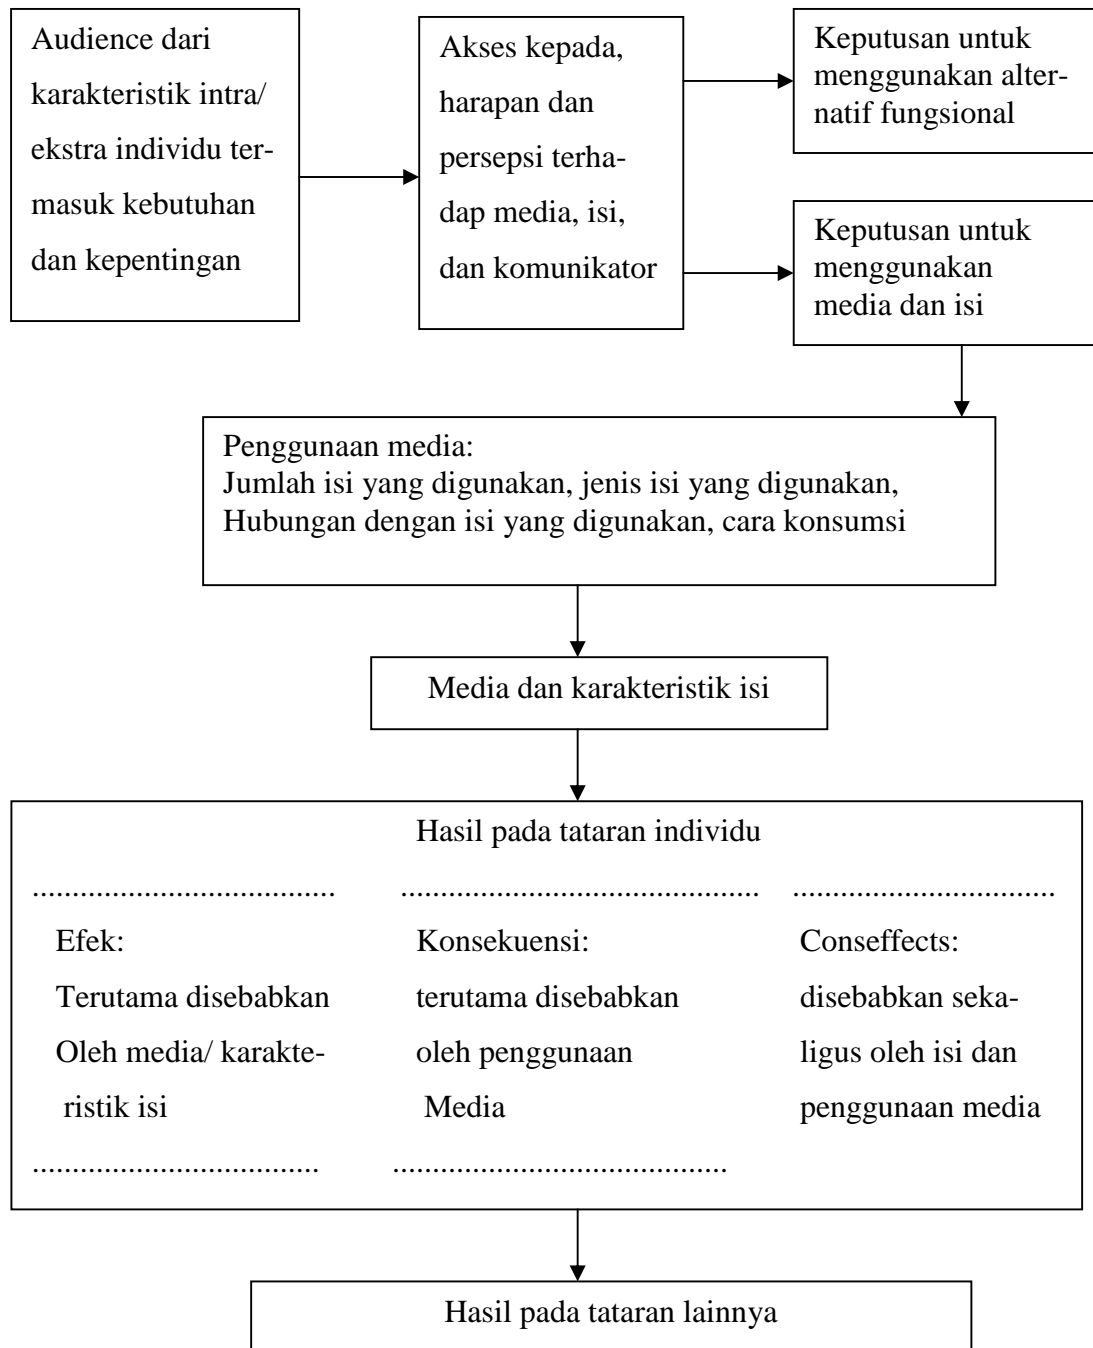 Audience dari
karakteristik intra/
ekstra individu ter-
masuk kebutuhan
dan kepentingan
Akses kepada,
harapan dan
persepsi terha-
dap media, isi,
dan komunikator
Keputusan untuk
menggunakan alter-
natif fungsional
Keputusan untuk
menggunakan
media dan isi
Penggunaan media:
Jumlah isi yang digunakan, jenis isi yang digunakan,
Hubungan dengan isi yang digunakan, cara konsumsi
Media dan karakteristik isi
Hasil pada tataran individu
Efek:
Terutama disebabkan
Oleh media/ karakte-
ristik isi
Konsekuensi:
terutama disebabkan
oleh penggunaan
Media
Conseffects:
disebabkan seka-
ligus oleh isi dan
penggunaan media
Hasil pada tataran lainnya